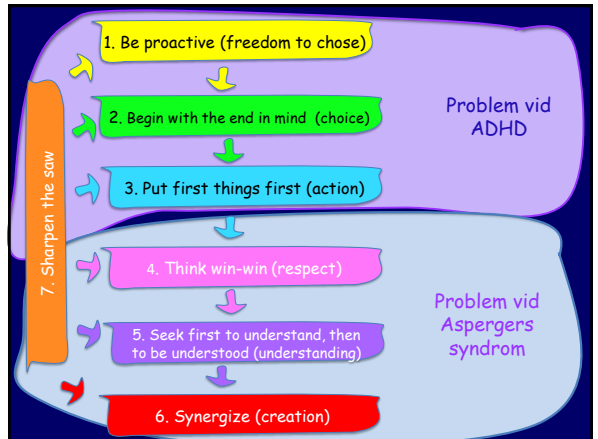 1. Be proactive (freedom to chose)
2. Begin with the end in mind (choice)
3. Put first things first (action)
Problem vid
ADHD
7. Sharpen the saw
4. Think win-win (respect)
5. Seek first to understand, then
to be understood (understanding)
6. Synergize (creation)
Problem vid
Aspergers
syndrom